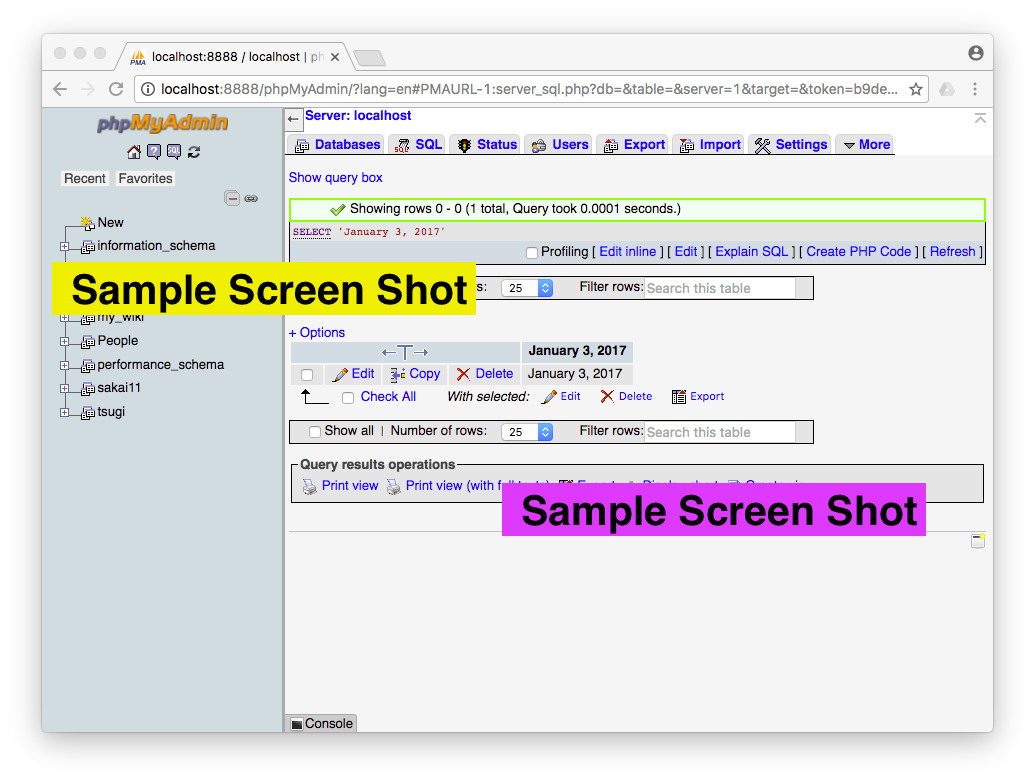 localhost:8888 / localhost | ph
localhost:8888/phpMyAdmin/?lang=en#PMAURL-1:server_sql.php?db=&table=&server=1&target=&token=b9de...
phpMyAdmin
Recent Favorites
New
information_schema
my_wiki
People
performance_schema
sakai11
tsugi
Server: localhost
Databases SQL Status Users Export Import Settings More
Show query box
Showing rows 0 - 0 (1 total, Query took 0.0001 seconds.)
SELECT 'January 3, 2017'
Profiling [ Edit inline ] [ Edit ] [ Explain SQL ] [ Create PHP Code ] [ Refresh ]
Sample Screen Shot
s: 25 Filter rows: Search this table
+ Options
←T→ January 3, 2017
Edit Copy Delete January 3, 2017
Check All With selected: Edit Delete Export
Show all | Number of rows: 25 Filter rows: Search this table
Query results operations
Print view Print view (with full texts) Export Display chart Create view
Sample Screen Shot
Console